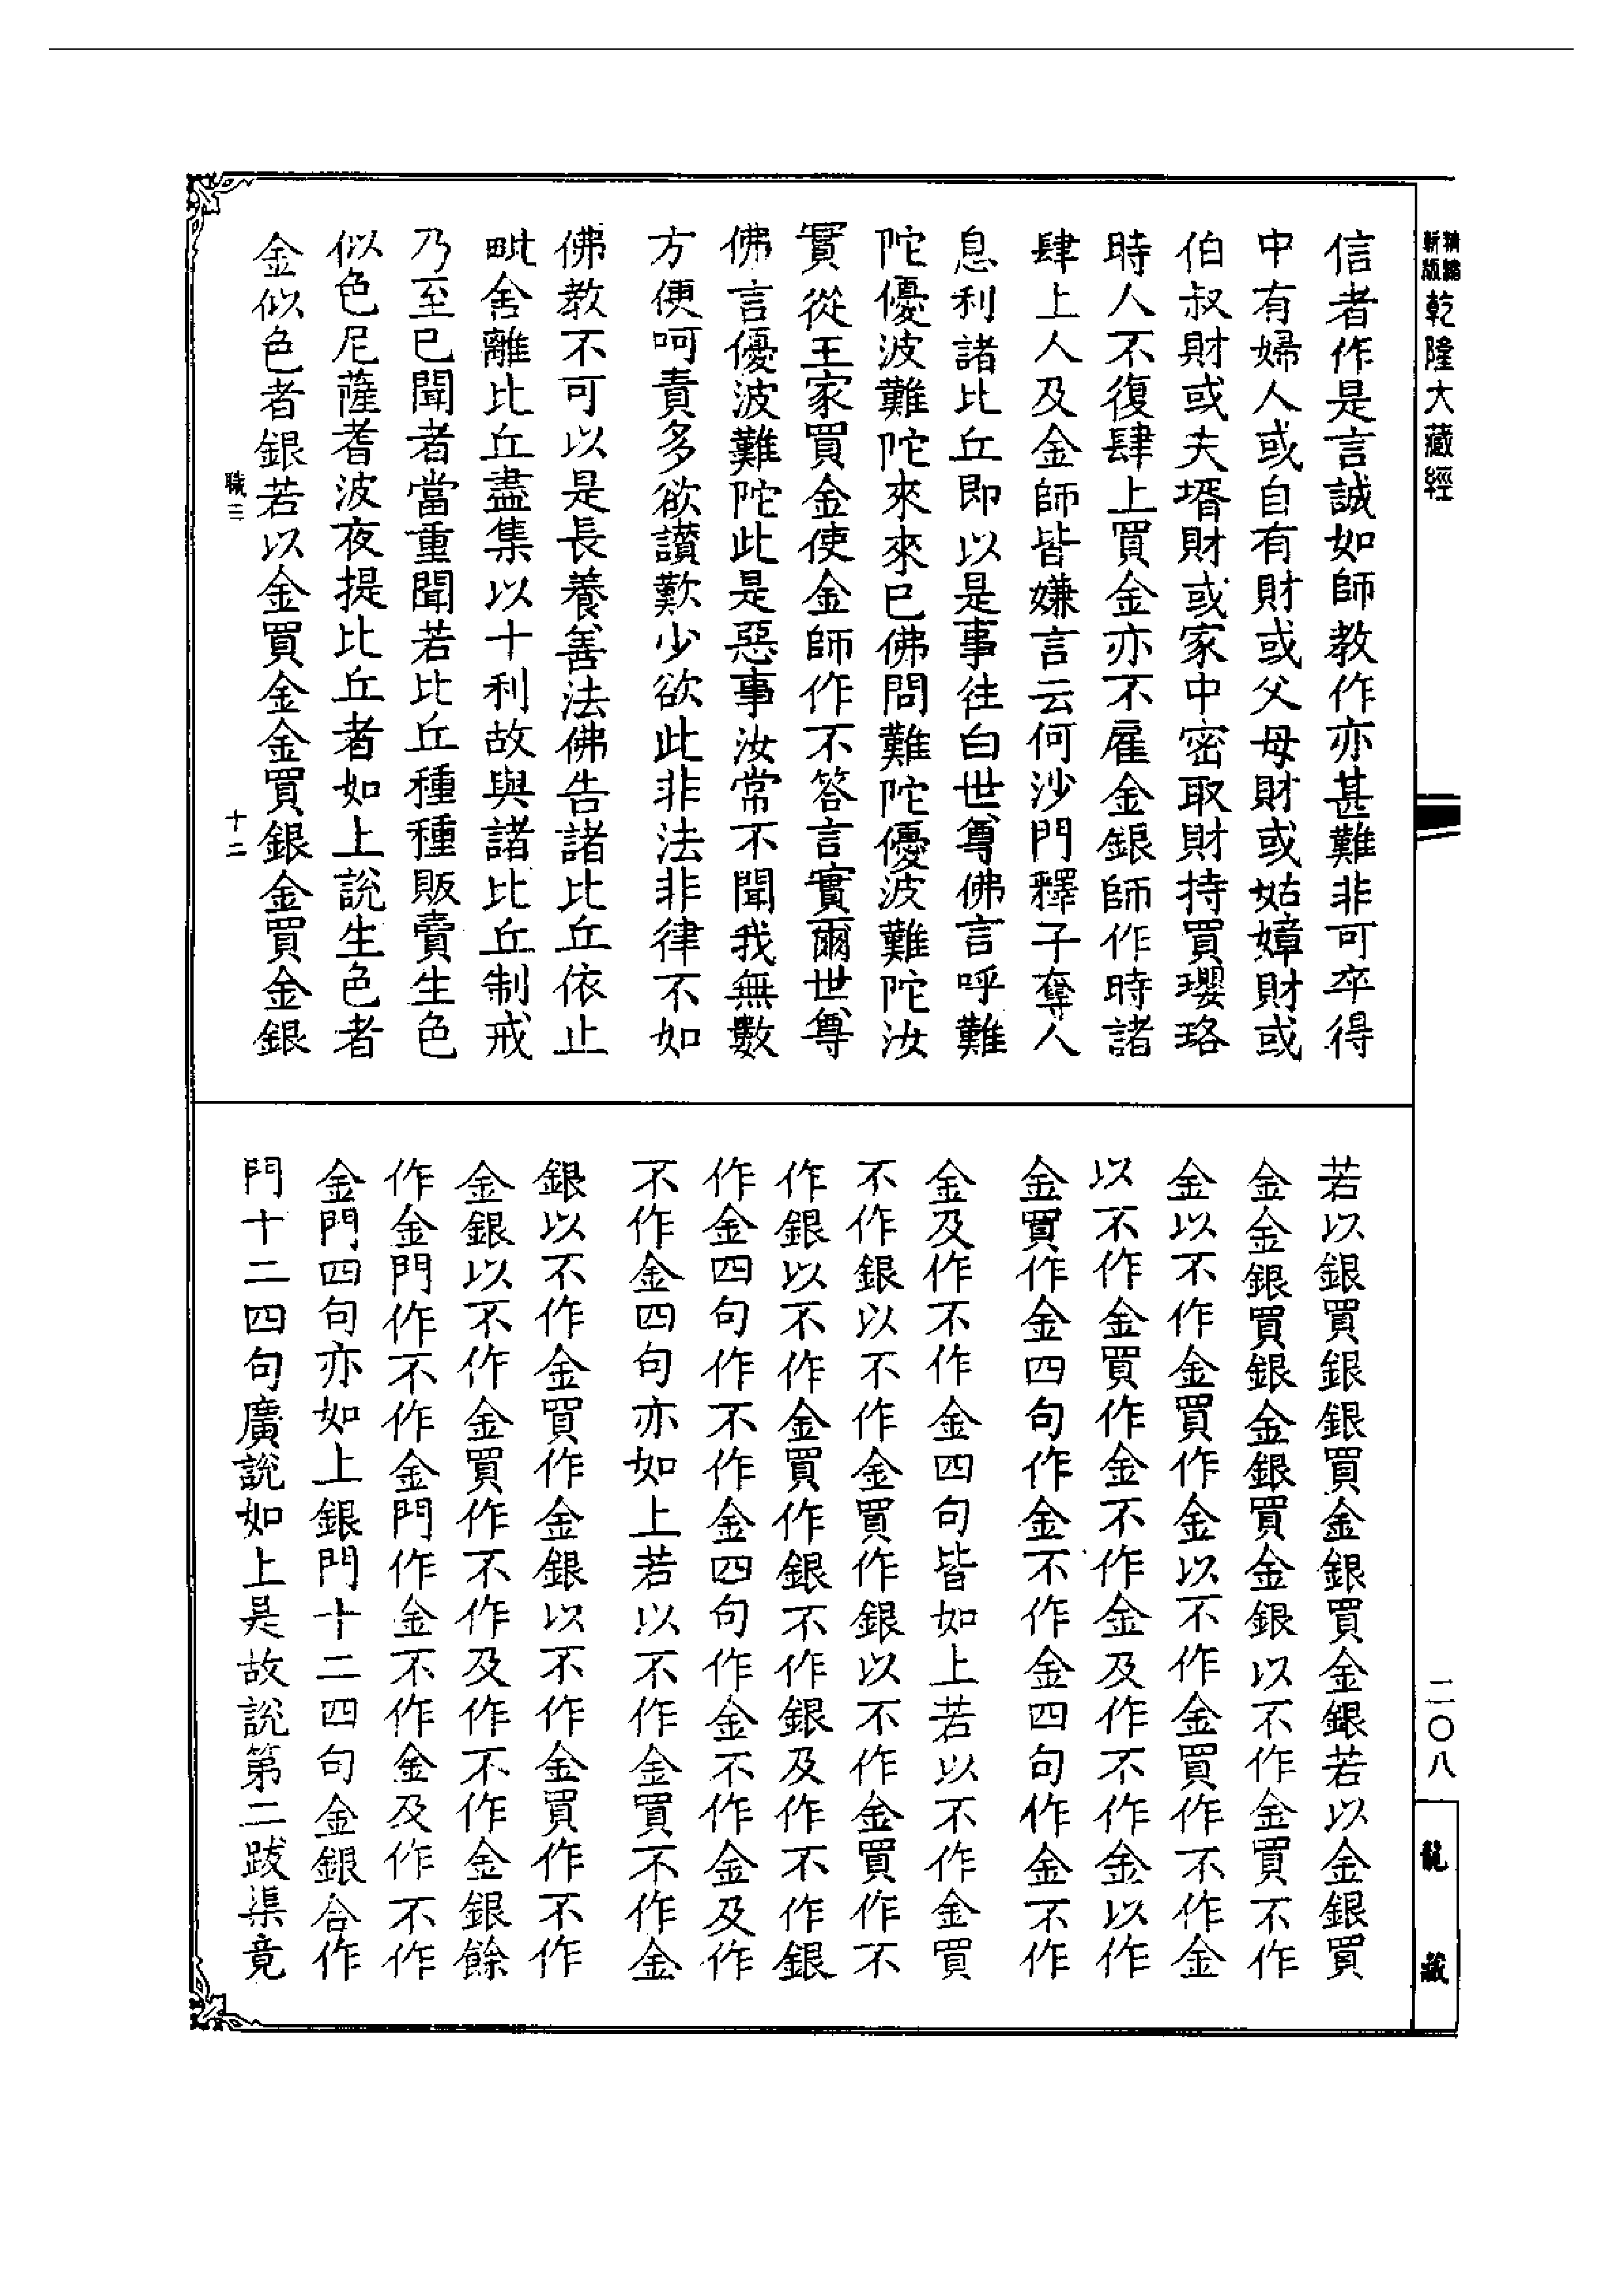 精編新版
乾隆大藏經
信者作是言誠如師教作亦甚難非可卒得
中有婦人或自有財或父母財或姑嫜財或
伯叔財或夫壻財或家中密取財持買瓔珞
時人不復肆上買金亦不雇金銀師作時諸
肆上人及金師皆嫌言云何沙門釋子奪人
息利諸比丘即以是事往白世尊佛言呼難
陀優波難陀來來已佛問難陀優波難陀汝
實從王家買金使金師作不答言實爾世尊
佛言優波難陀此是惡事汝常不聞我無數
方便呵責多欲讚歎少欲此非法非律不如
佛教不可以是長養善法佛告諸比丘依止
毗舍離比丘盡集以十利故與諸比丘制戒
乃至已聞者當重聞若比丘種種販賣生色
似色尼薩耆波夜提比丘者如上說生色者
金似色者銀若以金買金金買銀金買金銀
職三
十二
若以銀買銀銀買金銀買金銀若以金銀買
金金銀買銀金銀買金銀以不作金買不作
金以不作金買作金以不作金買作不作金
以不作金買作金不作金及作不作金以作
金買作金四句作金不作金四句作金不作
金及作不作金四句皆如上若以不作金買
不作銀以不作金買作銀以不作金買作不
作銀以不作金買作銀不作銀及作不作銀
作金四句作不作金四句作金不作金及作
不作金四句亦如上若以不作金買不作金
銀以不作金買作金銀以不作金買作不作
金銀以不作金買作不作及作不作金銀餘
作金門作不作金門作金不作金及作不作
金門四句亦如上銀門十二四句金銀合作
門十二四句廣說如上是故說第二跋渠竟
二〇八
龍藏